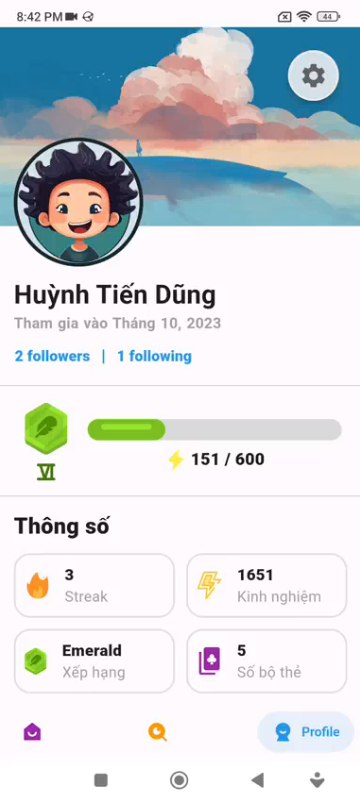 8:42 PM
44
Huỳnh Tiến Dũng
Tham gia vào Tháng 10, 2023
2 followers | 1 following
VI
151 / 600
Thông số
3
Streak
1651
Kinh nghiệm
Emerald
Xếp hạng
5
Số bộ thẻ
Profile